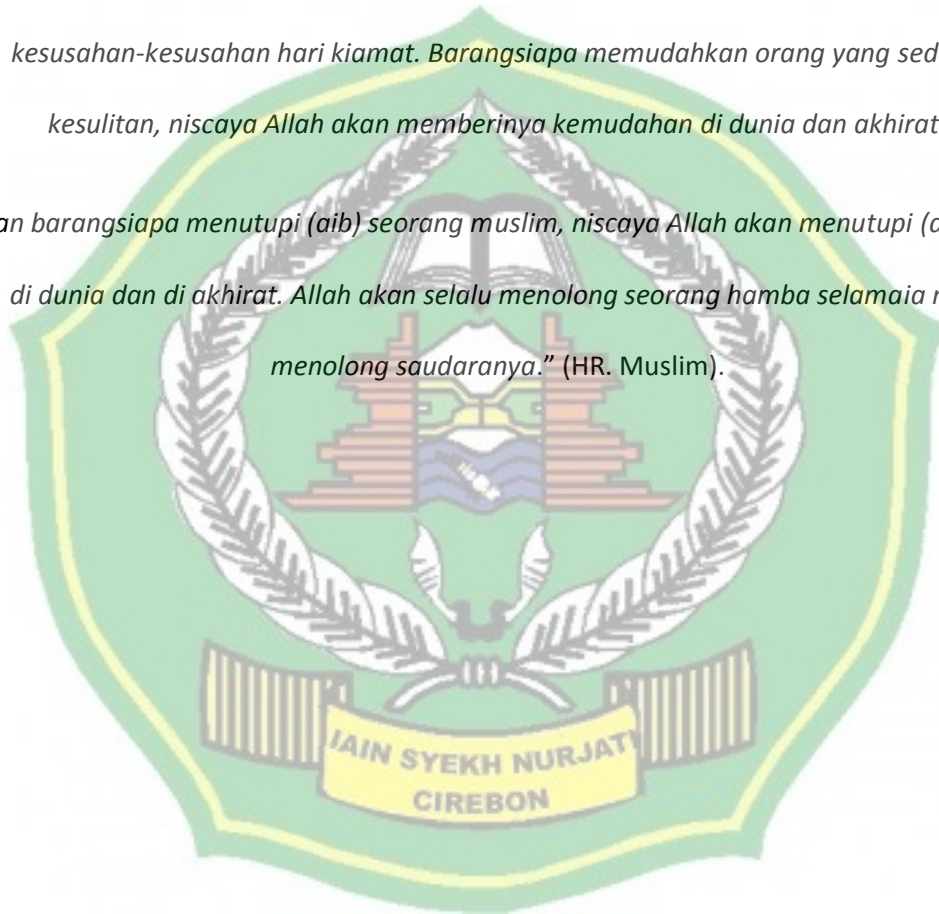 kesusahan-kesusahan hari kiamat. Barangsiapa memudahkan orang yang sed
kesulitan, niscaya Allah akan memberinya kemudahan di dunia dan akhirat
an barangsiapa menutupi (aib) seorang muslim, niscaya Allah akan menutupi (a
di dunia dan di akhirat. Allah akan selalu menolong seorang hamba selamaia
menolong saudaranya.” (HR. Muslim).
IAIN SYEKH NURJATI
CIREBON